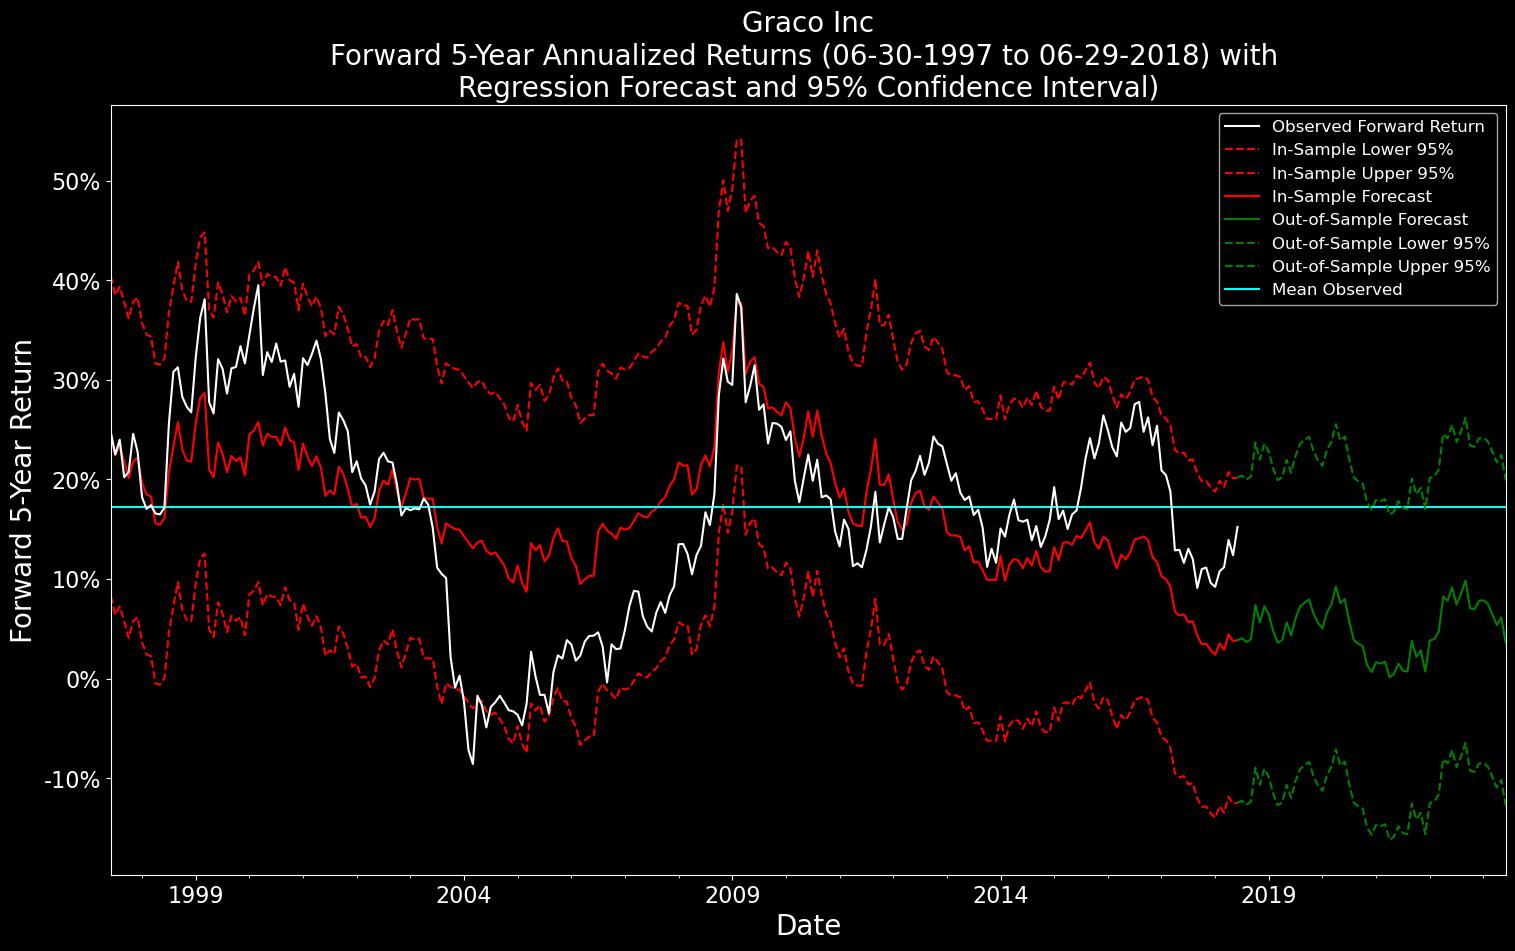 Graco Inc
Forward 5-Year Annualized Returns (06-30-1997 to 06-29-2018) with
Regression Forecast and 95% Confidence Interval)
Observed Forward Return
In-Sample Lower 95%
In-Sample Upper 95%
In-Sample Forecast
Out-of-Sample Forecast
Out-of-Sample Lower 95%
Out-of-Sample Upper 95%
Mean Observed
Forward 5-Year Return
50%
40%
30%
20%
10%
0%
-10%
1999
2004
2009
2014
2019
Date